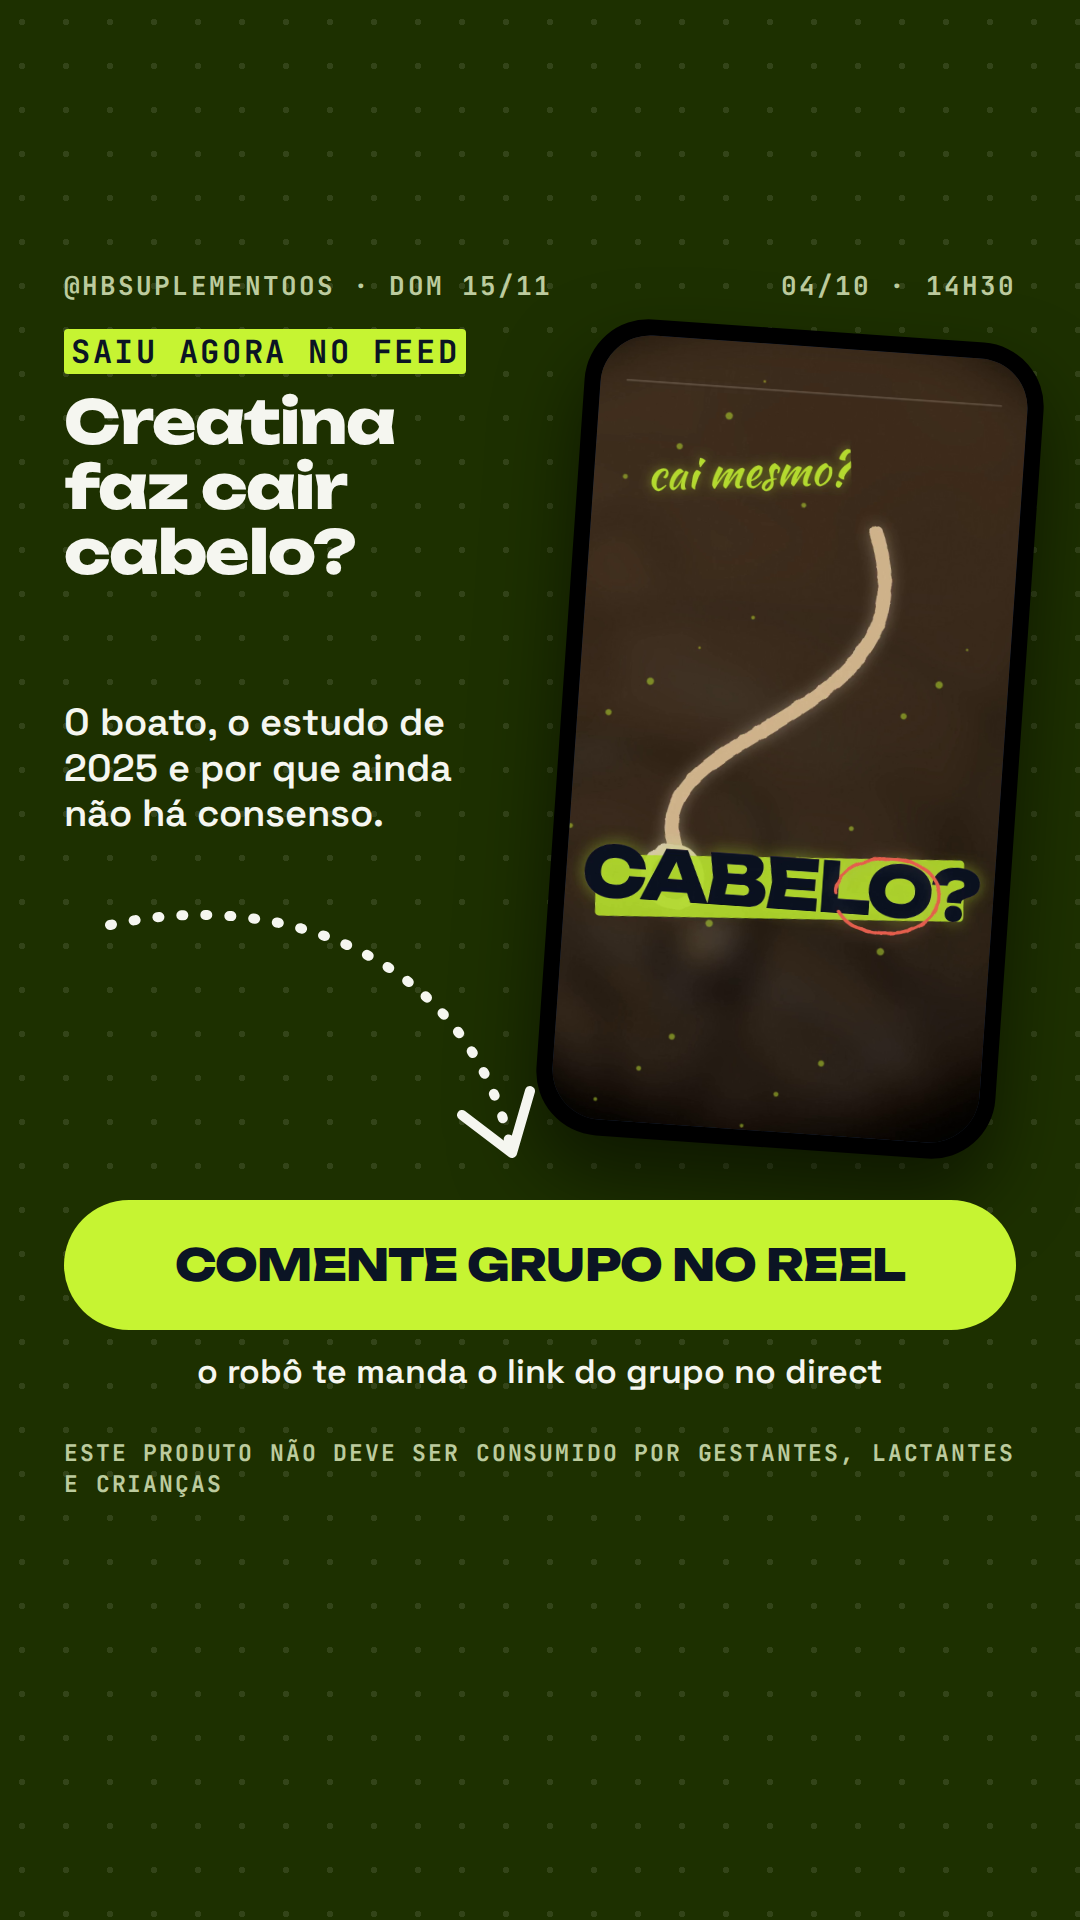 @HBSUPLEMENTOOS · DOM 15/11
04/10 · 14H30
SAIU AGORA NO FEED
Creatina
faz cair
cabelo?
O boato, o estudo de
2025 e por que ainda
não há consenso.
cai mesmo?
CABELO?
COMENTE GRUPO NO REEL
o robô te manda o link do grupo no direct
ESTE PRODUTO NÃO DEVE SER CONSUMIDO POR GESTANTES, LACTANTES
E CRIANÇAS